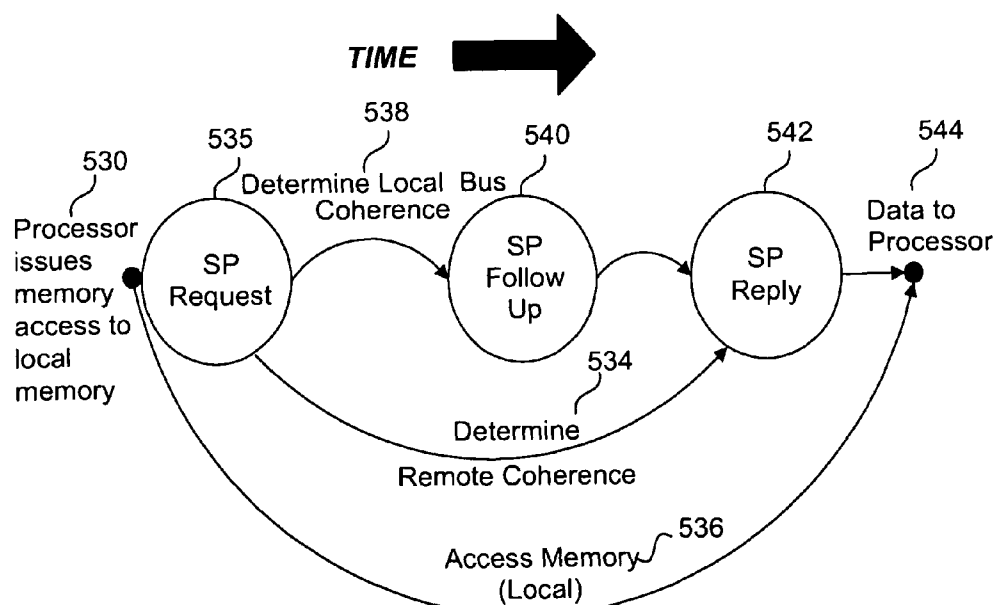 TIME
530
Processor
issues
memory
access to
local
memory
535
SP
Request
538
Determine Local Bus
Coherence
540
SP
Follow
Up
542
SP
Reply
544
Data to
Processor
534
Determine
Remote Coherence
536
Access Memory
(Local)